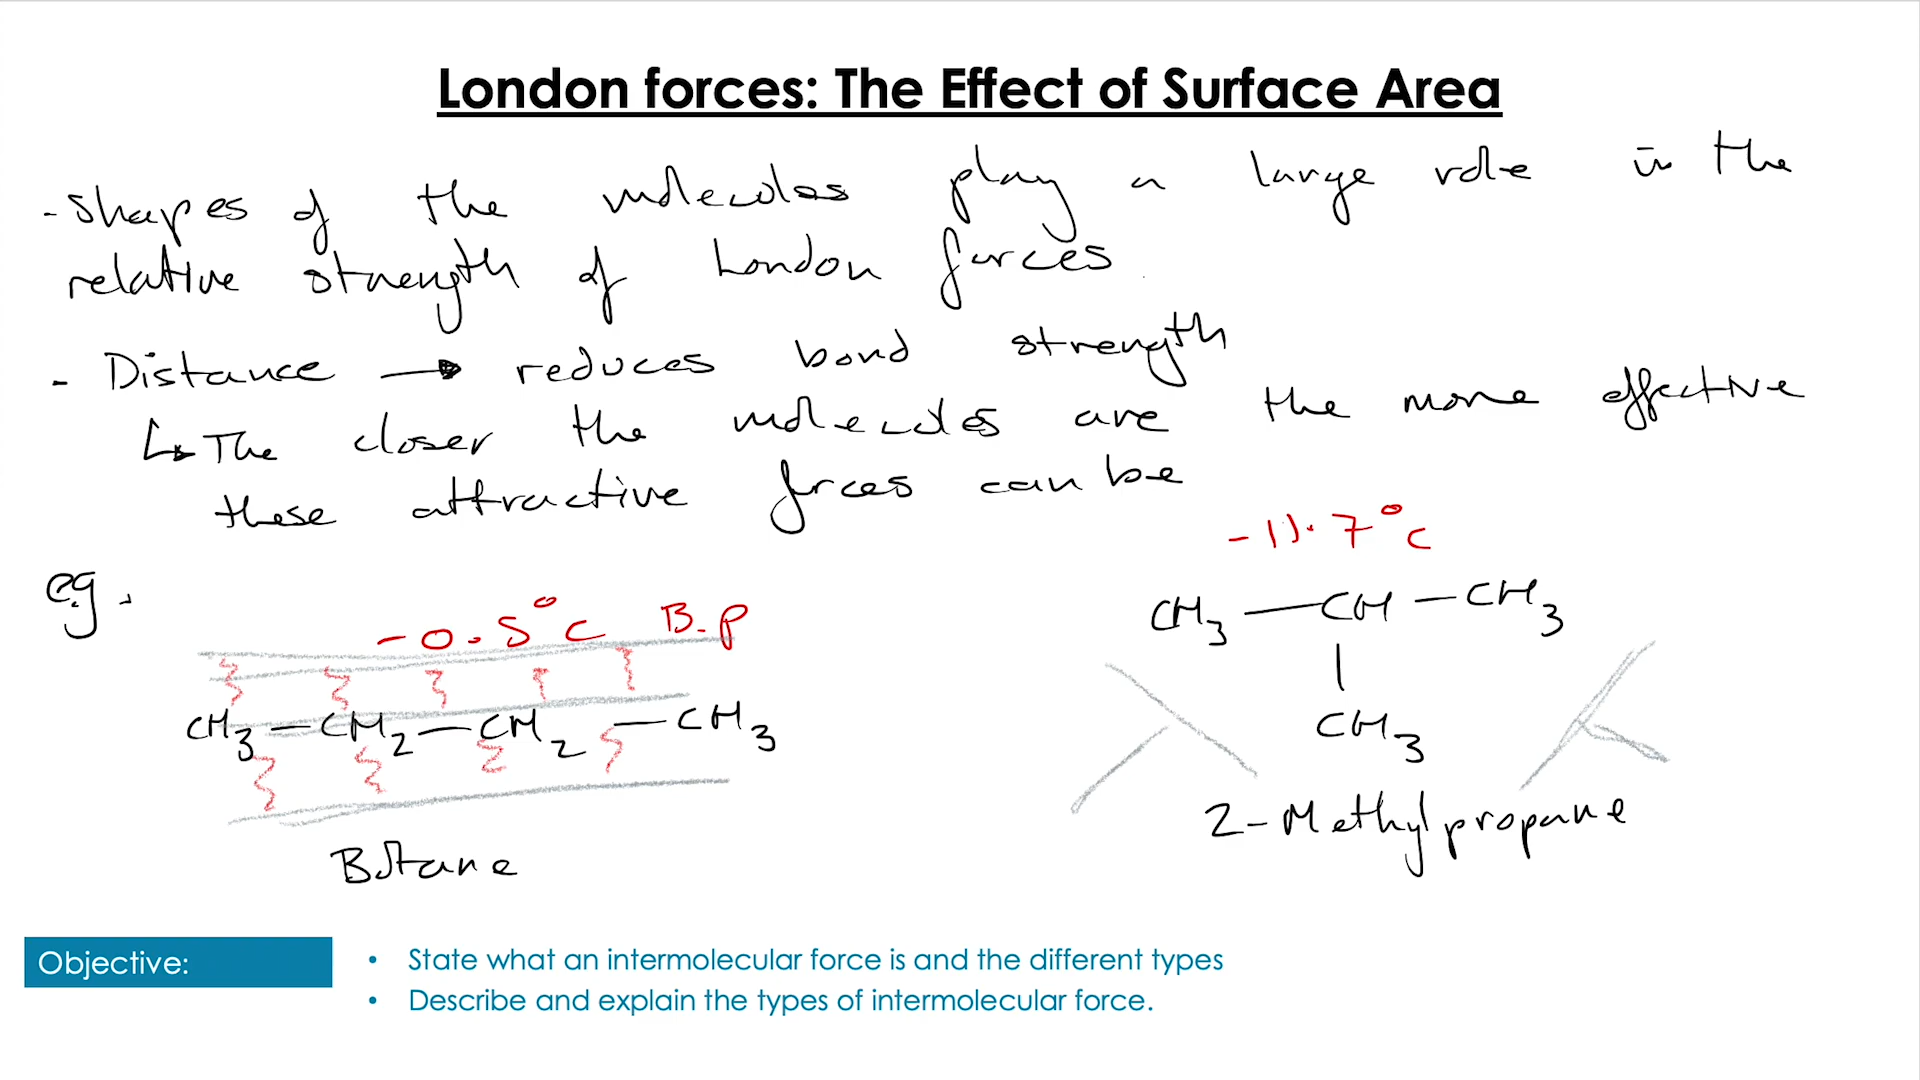 London forces: The Effect of Surface Area
- Shapes of the molecules play a large role in the
relative strength of London forces
- Distance → reduces bond strength
↳ The closer the molecules are the more effective
these attractive forces can be
eg.
-0.5°C B.p
CH3 — CH2 — CH2 — CH3
Butane
-11.7°C
CH3 — CH — CH3
|
CH3
2-Methylpropane
Objective:
• State what an intermolecular force is and the different types
• Describe and explain the types of intermolecular force.